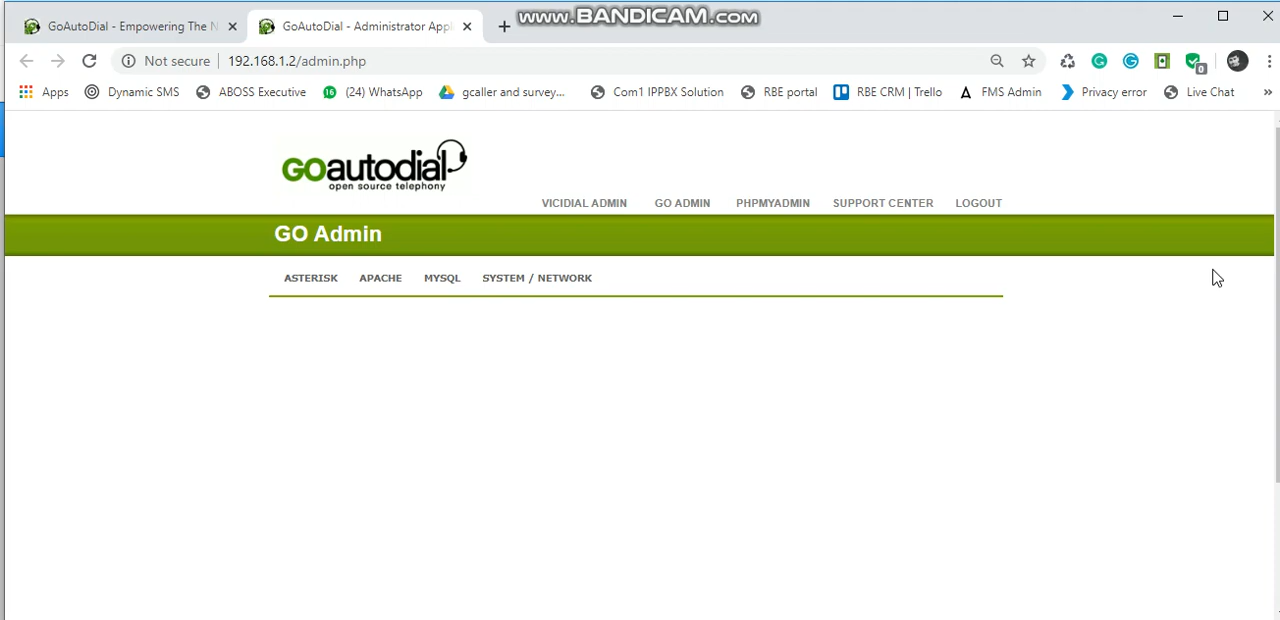 www.BANDICAM.com
GoAutoDial - Empowering The N
GoAutoDial - Administrator Appl
Not secure 192.168.1.2/admin.php
Apps Dynamic SMS ABOSS Executive 16 (24) WhatsApp gcaller and survey... Com1 IPPBX Solution RBE portal RBE CRM | Trello FMS Admin Privacy error Live Chat »
0
GOautodial
open source telephony
VICIDIAL ADMIN GO ADMIN PHPMYADMIN SUPPORT CENTER LOGOUT
GO Admin
ASTERISK APACHE MYSQL SYSTEM / NETWORK